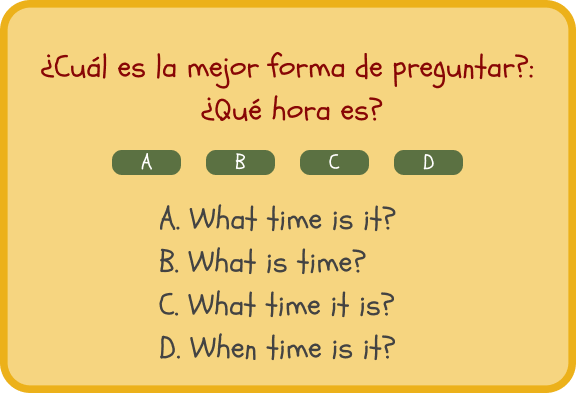 ¿Cuál es la mejor forma de preguntar?:
¿Qué hora es?
A B C D
A. What time is it?
B. What is time?
C. What time it is?
D. When time is it?